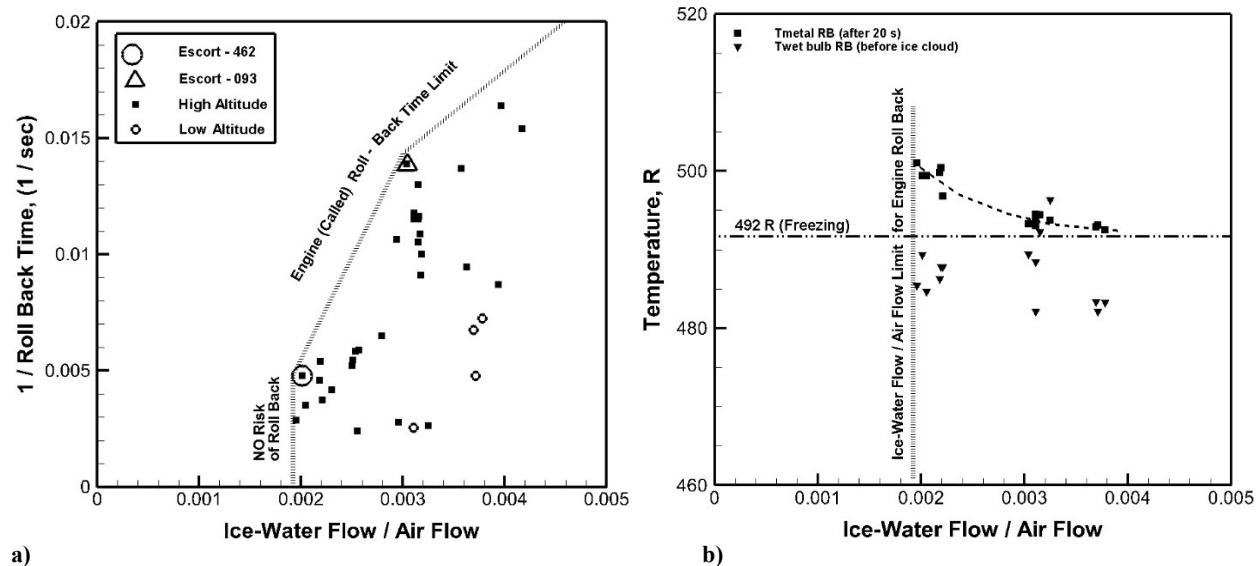 0.02
0.015
0.01
0.005
0
1 / Roll Back Time, (1 / sec)
Escort - 462
Escort - 093
High Altitude
Low Altitude
Engine (Called) Roll - Back Time Limit
NO Risk
of Roll Back
0
0.001
0.002
0.003
0.004
0.005
Ice-Water Flow / Air Flow
a)
520
500
480
460
Temperature, R
Tmetal RB (after 20 s)
Twet bulb RB (before ice cloud)
Ice-Water Flow / Air Flow Limit for Engine Roll Back
492 R (Freezing)
0
0.001
0.002
0.003
0.004
0.005
Ice-Water Flow / Air Flow
b)